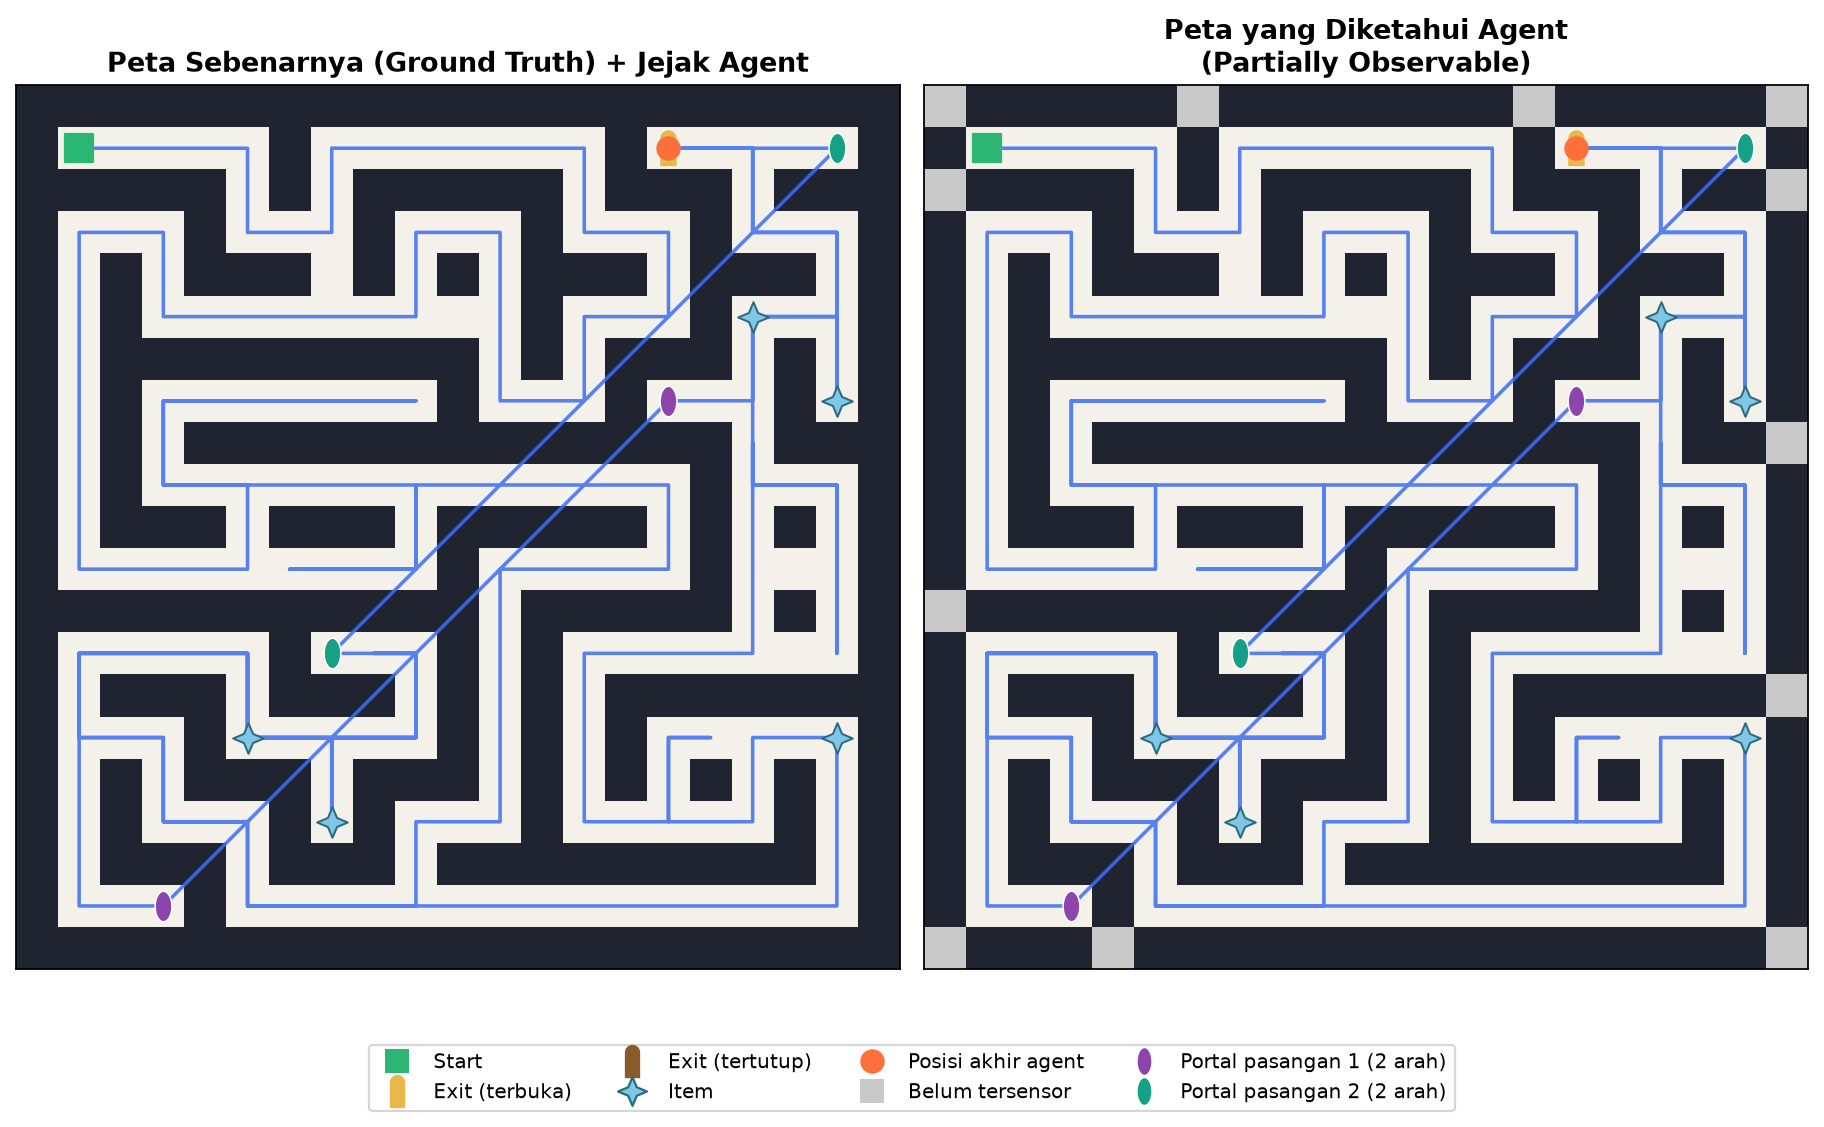 Peta Sebenarnya (Ground Truth) + Jejak Agent
Peta yang Diketahui Agent
(Partially Observable)
Start
Exit (terbuka)
Exit (tertutup)
Item
Posisi akhir agent
Belum tersensor
Portal pasangan 1 (2 arah)
Portal pasangan 2 (2 arah)